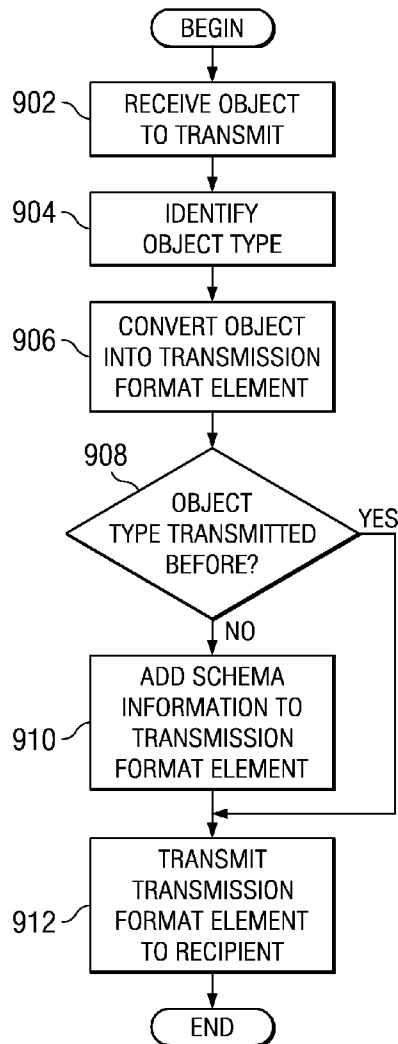 BEGIN
902
RECEIVE OBJECT
TO TRANSMIT
904
IDENTIFY
OBJECT TYPE
906
CONVERT OBJECT
INTO TRANSMISSION
FORMAT ELEMENT
908
OBJECT
TYPE TRANSMITTED
BEFORE?
YES
NO
910
ADD SCHEMA
INFORMATION TO
TRANSMISSION
FORMAT ELEMENT
912
TRANSMIT
TRANSMISSION
FORMAT ELEMENT
TO RECIPIENT
END